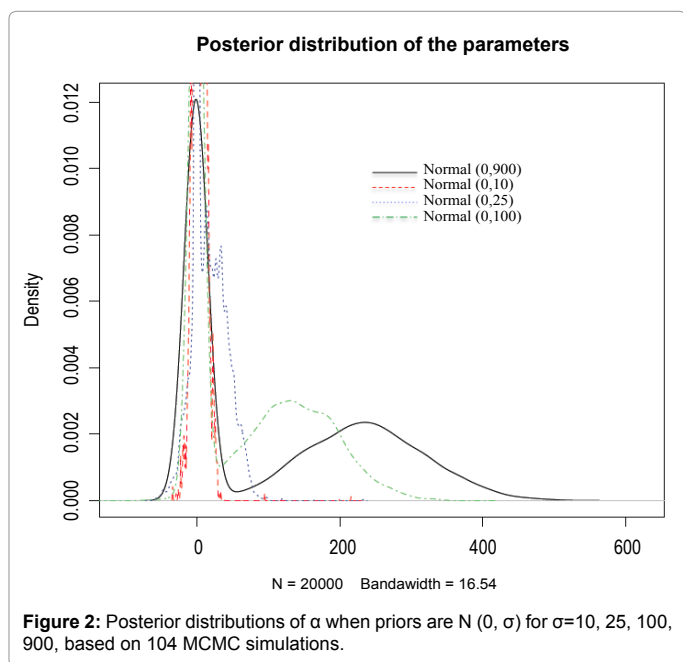 Posterior distribution of the parameters
0.012
0.010
0.008
0.006
0.004
0.002
0.000
Density
Normal (0,900)
Normal (0,10)
Normal (0,25)
Normal (0,100)
0
200
400
600
N = 20000 Bandawidth = 16.54
Figure 2: Posterior distributions of α when priors are N (0, σ) for σ=10, 25, 100,
900, based on 104 MCMC simulations.